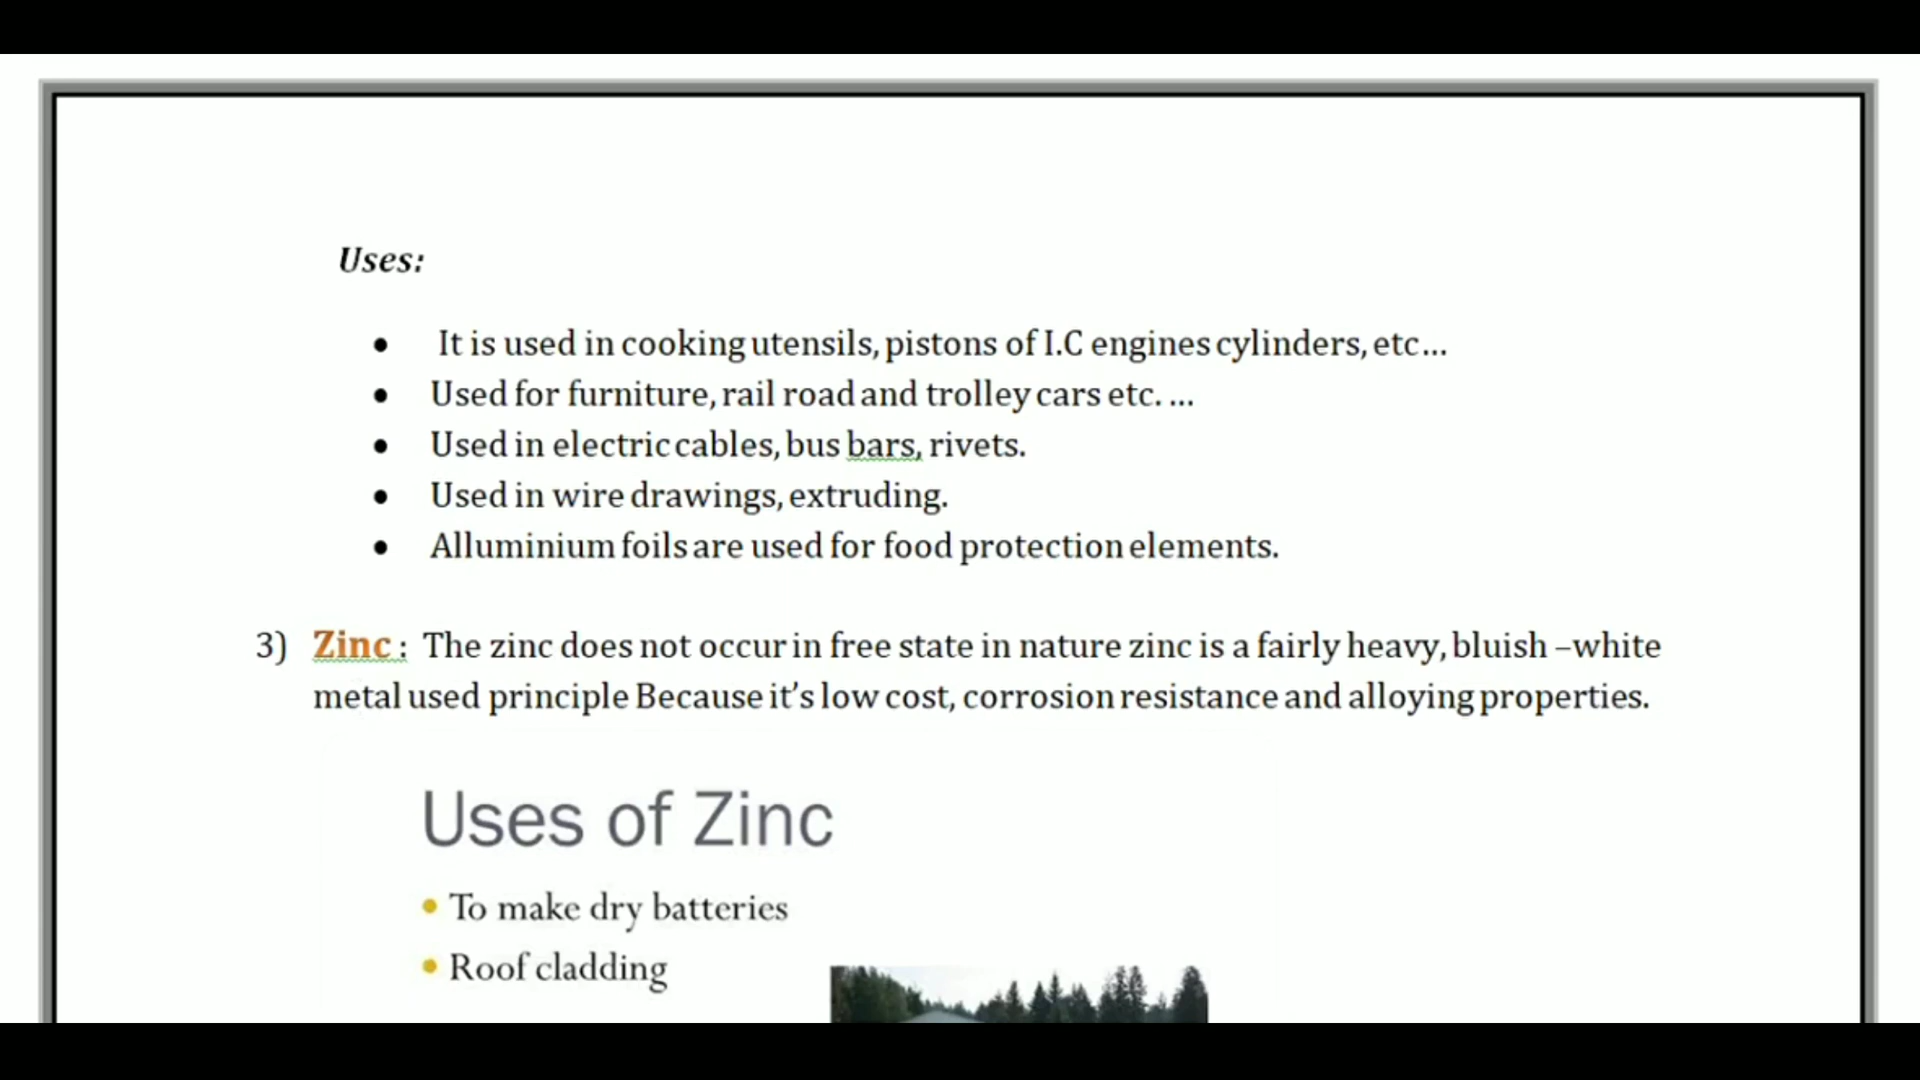 Uses:
It is used in cooking utensils, pistons of I.C engines cylinders, etc...
Used for furniture, rail road and trolley cars etc. ...
Used in electric cables, bus bars, rivets.
Used in wire drawings, extruding.
Alluminium foils are used for food protection elements.
3) Zinc : The zinc does not occur in free state in nature zinc is a fairly heavy, bluish –white
metal used principle Because it’s low cost, corrosion resistance and alloying properties.
Uses of Zinc
To make dry batteries
Roof cladding